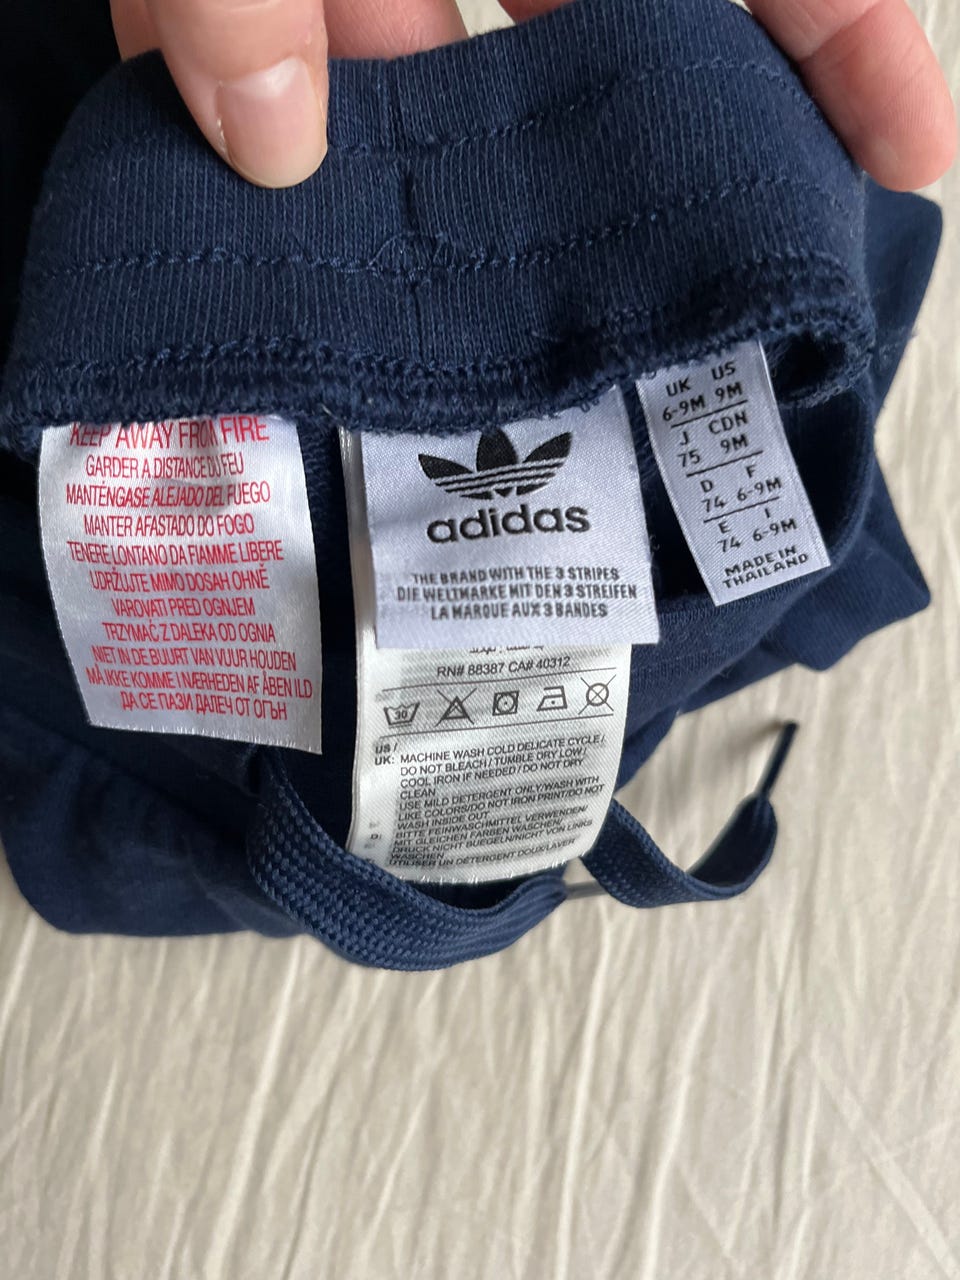 KEEP AWAY FROM FIRE
GARDER A DISTANCE DU FEU
MANTÉNGASE ALEJADO DEL FUEGO
MANTER AFASTADO DO FOGO
TENERE LONTANO DA FIAMME LIBERE
UDRŽUJTE MIMO DOSAH OHNĚ
VAROVATI PRED OGNJEM
TRZYMAĆ Z DALEKA OD OGNIA
NIET IN DE BUURT VAN VUUR HOUDEN
MÅ IKKE KOMME I NÆRHEDEN AF ÅBEN ILD
ДА СЕ ПАЗИ ДАЛЕЧ ОТ ОГЪН
adidas
THE BRAND WITH THE 3 STRIPES
DIE WELTMARKE MIT DEN 3 STREIFEN
LA MARQUE AUX 3 BANDES
RN# 88387 CA# 40312
30
US /
UK: MACHINE WASH COLD DELICATE CYCLE /
DO NOT BLEACH / TUMBLE DRY LOW /
COOL IRON IF NEEDED / DO NOT DRY
CLEAN
USE MILD DETERGENT ONLY/WASH WITH
LIKE COLORS/DO NOT IRON PRINT/DO NOT
WASH INSIDE OUT
D: BITTE FEINWASCHMITTEL VERWENDEN/
MIT GLEICHEN FARBEN WASCHEN/
DRUCK NICHT BUEGELN/NICHT VON LINKS
WASCHEN
UTILISER UN DETERGENT DOUX/LAVER
UK US
6-9M 9M
J CDN
75 9M
D F
74 6-9M
E I
74 6-9M
MADE IN
THAILAND